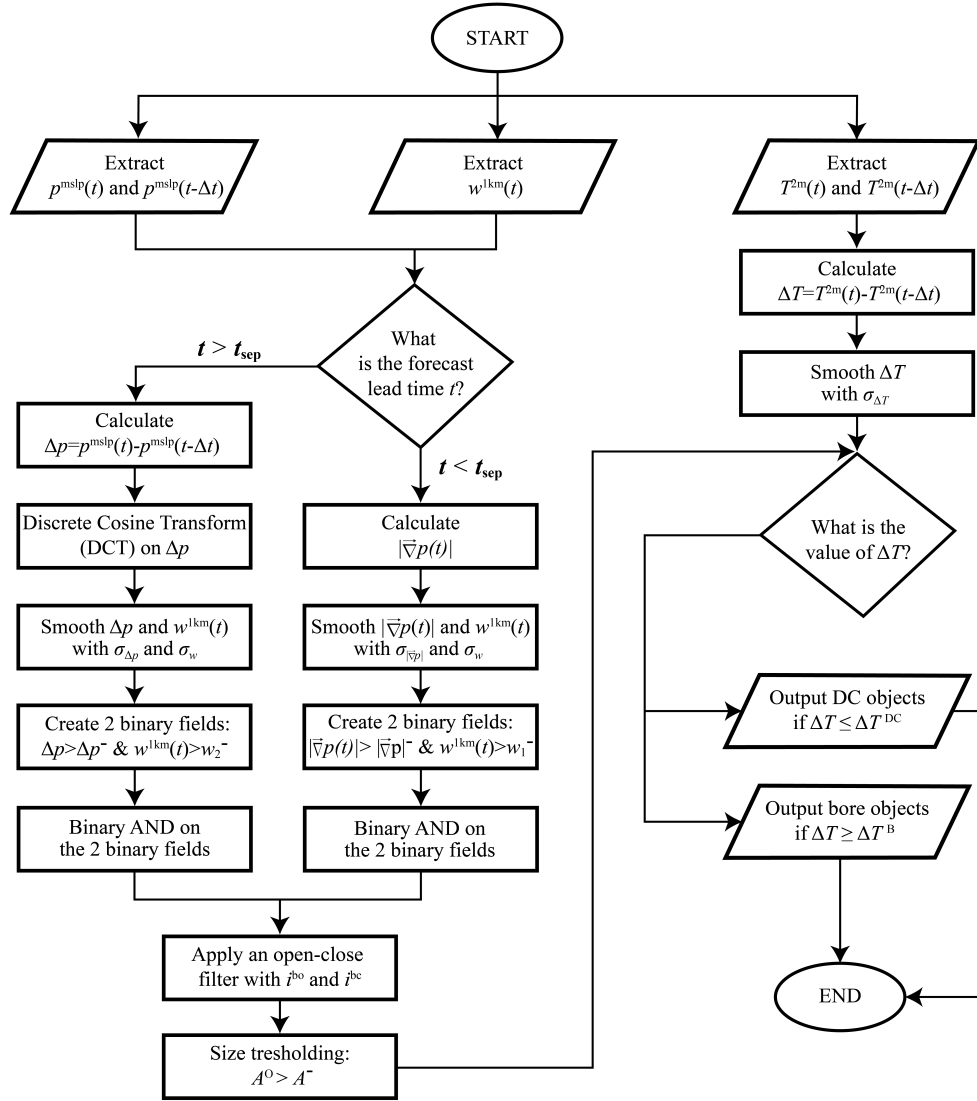 START
Extract
p^mslp(t) and p^mslp(t-Δt)
Extract
w^1km(t)
Extract
T^2m(t) and T^2m(t-Δt)
Calculate
ΔT=T^2m(t)-T^2m(t-Δt)
Smooth ΔT
with σ_ΔT
What
is the forecast
lead time t?
t > t_sep
t < t_sep
Calculate
Δp=p^mslp(t)-p^mslp(t-Δt)
Discrete Cosine Transform
(DCT) on Δp
Smooth Δp and w^1km(t)
with σ_Δp and σ_w
Create 2 binary fields:
Δp>Δp⁻ & w^1km(t)>w₂⁻
Binary AND on
the 2 binary fields
Calculate
|∇⃗p(t)|
Smooth |∇⃗p(t)| and w^1km(t)
with σ_|∇⃗p| and σ_w
Create 2 binary fields:
|∇⃗p(t)|> |∇⃗p|⁻ & w^1km(t)>w₁⁻
Binary AND on
the 2 binary fields
Apply an open-close
filter with i^bo and i^bc
Size tresholding:
A^O > A⁻
What is the
value of ΔT?
Output DC objects
if ΔT ≤ ΔT^DC
Output bore objects
if ΔT ≥ ΔT^B
END